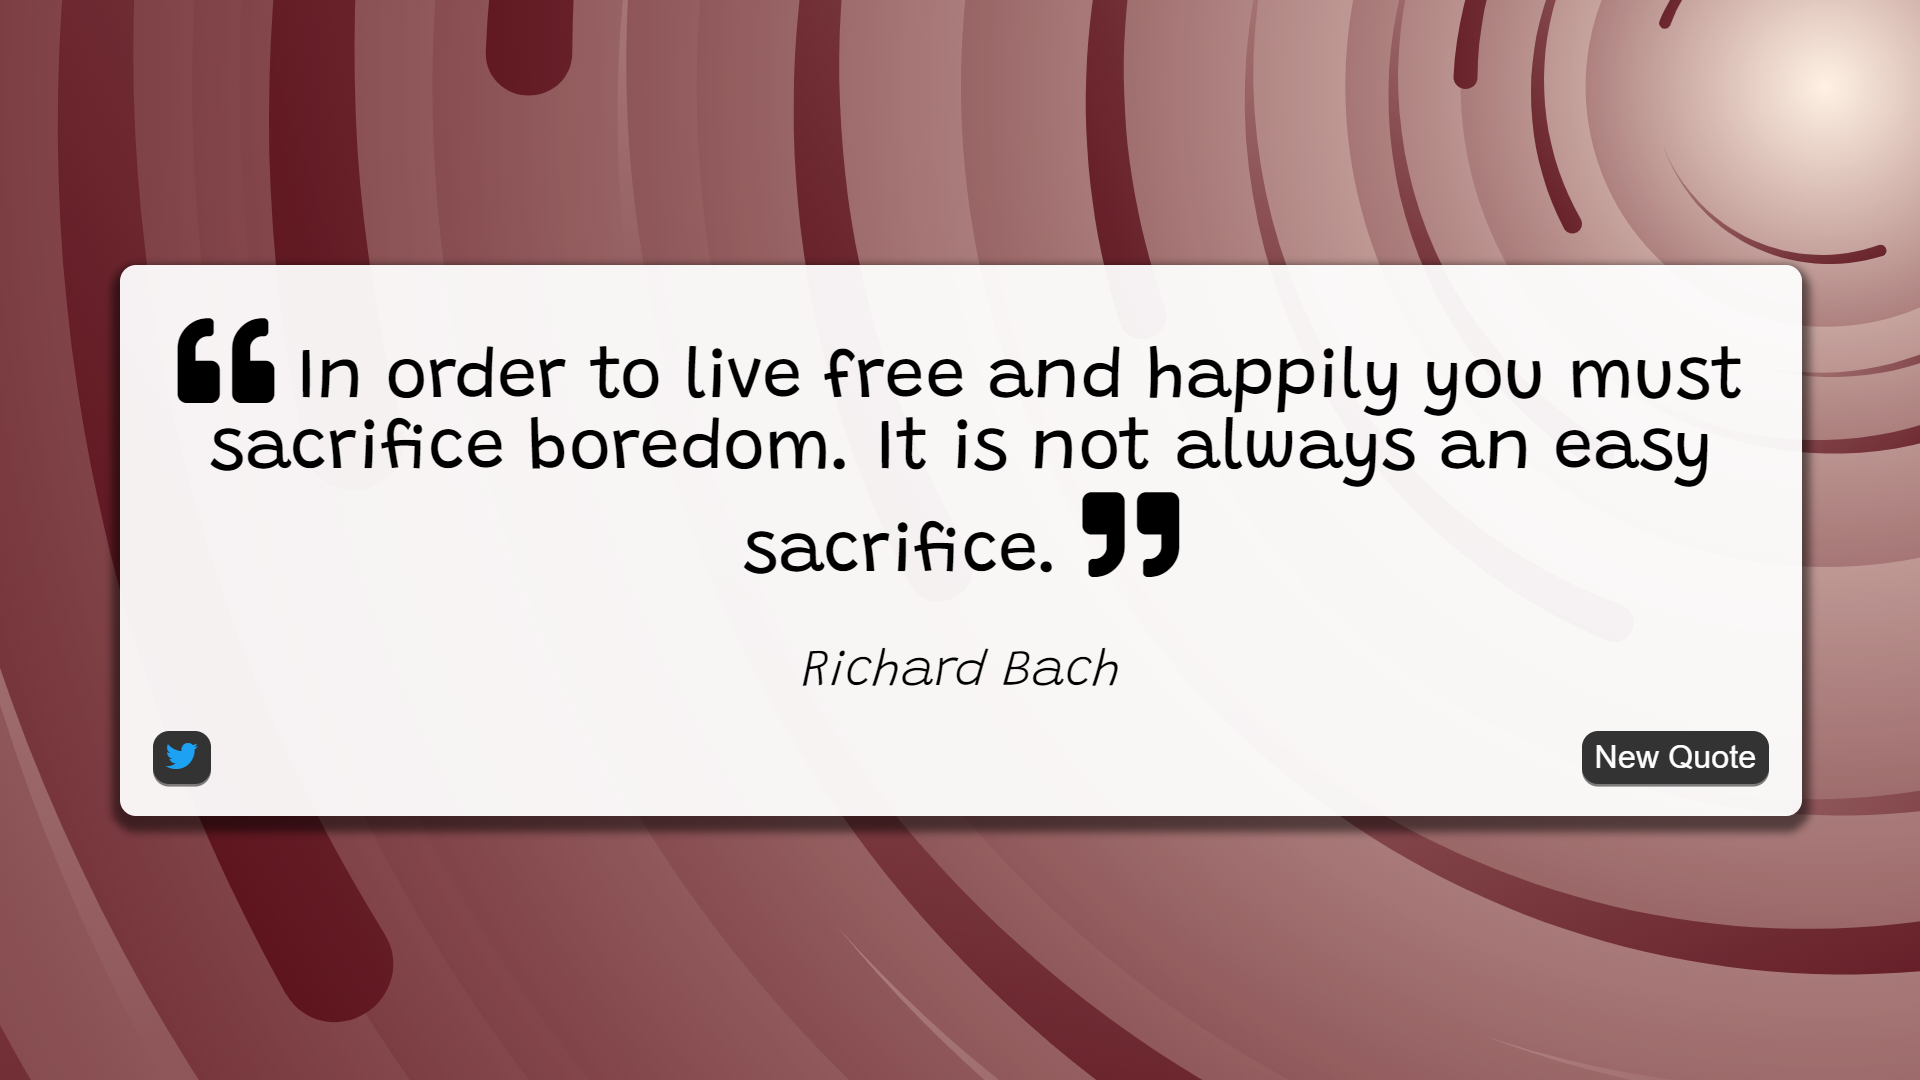 “ In order to live free and happily you must
sacrifice boredom. It is not always an easy
sacrifice. ”
Richard Bach
New Quote